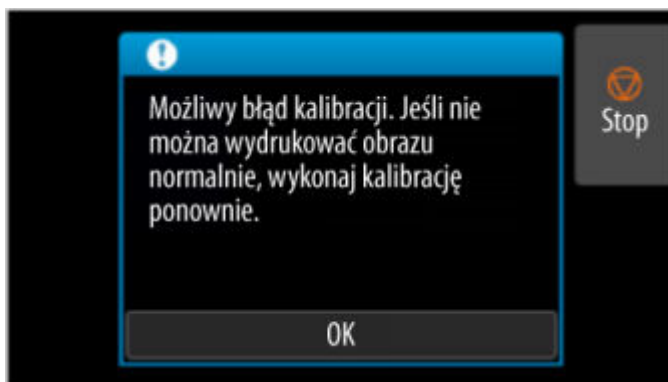 Możliwy błąd kalibracji. Jeśli nie
można wydrukować obrazu
normalnie, wykonaj kalibrację
ponownie.
OK
Stop